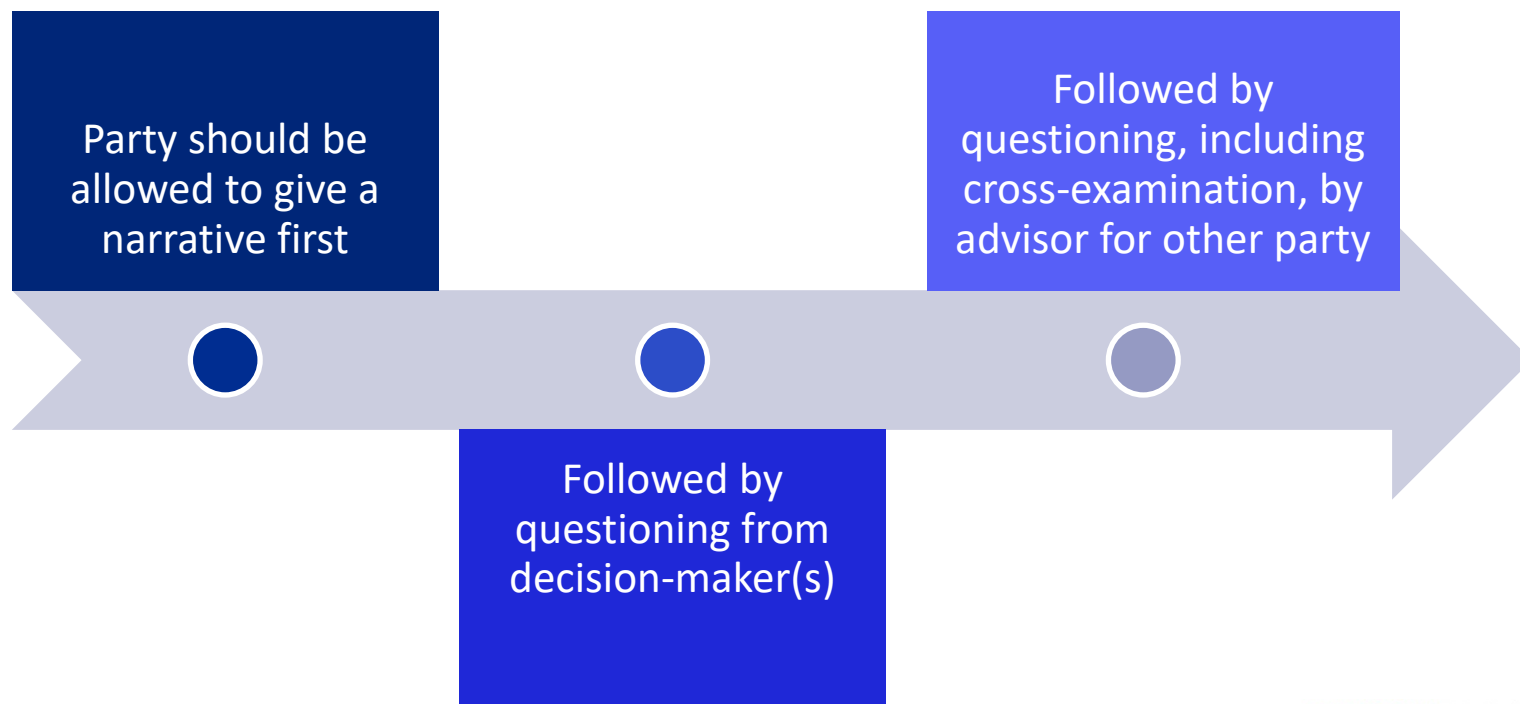 Party should be
allowed to give a
narrative first
Followed by
questioning from
decision-maker(s)
Followed by
questioning, including
cross-examination, by
advisor for other party